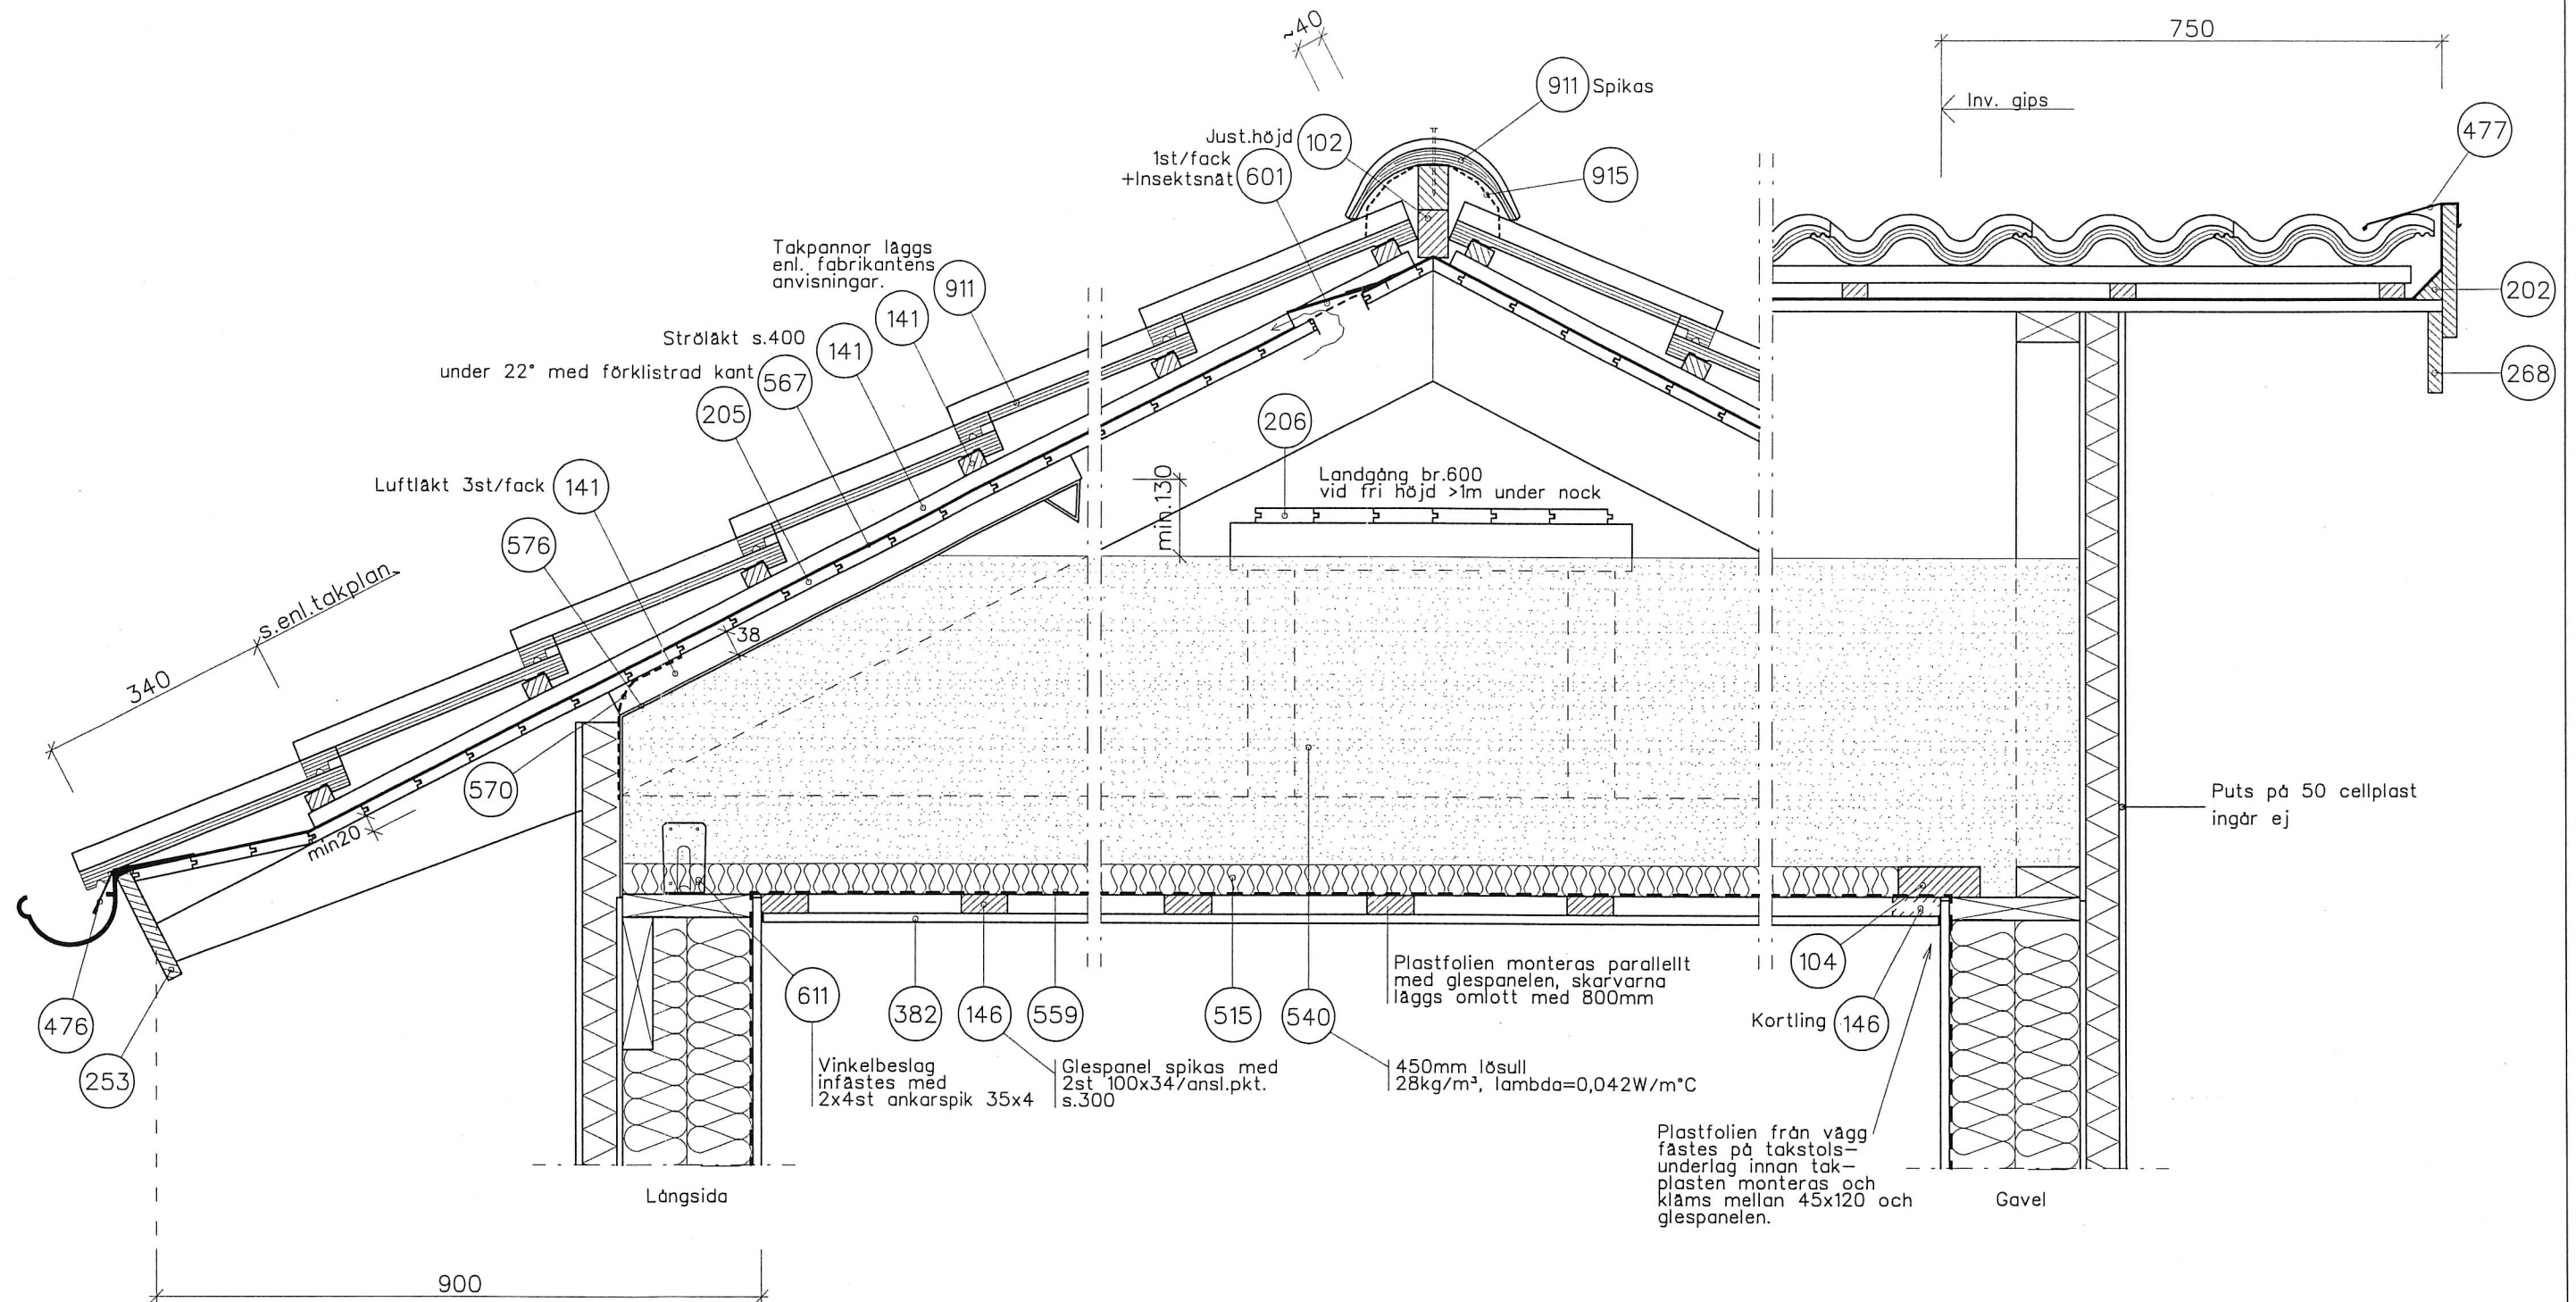 ~40
750
Inv. gips
911 Spikas
477
Just.höjd 102
1st/fack
+Insektsnät 601
915
Takpannor läggs
enl. fabrikantens
anvisningar.
911
141
202
Ströläkt s.400 141
under 22° med förklistrad kant 567
268
205
206
Luftläkt 3st/fack 141
min.130
Landgång br.600
vid fri höjd >1m under nock
576
s.enl.takplan
38
340
570
Puts på 50 cellplast
ingår ej
min20
476
253
611
382
146
559
515
540
Plastfolien monteras parallellt
med glespanelen, skarvarna
läggs omlott med 800mm
104
Kortling 146
Vinkelbeslag
infästes med
2x4st ankarspik 35x4
Glespanel spikas med
2st 100x34/ansl.pkt.
s.300
450mm lösull
28kg/m³, lambda=0,042W/m°C
Plastfolien från vägg
fästes på takstols-
underlag innan tak-
plasten monteras och
kläms mellan 45x120 och
glespanelen.
Långsida
Gavel
900